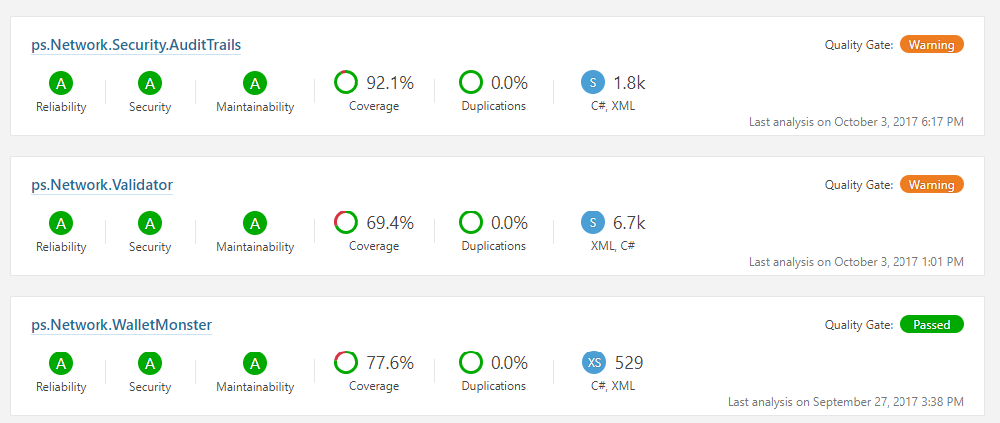 ps.Network.Security.AuditTrails Quality Gate: Warning
A A A 92.1% 0.0% S 1.8k
Reliability Security Maintainability Coverage Duplications C#, XML
Last analysis on October 3, 2017 6:17 PM
ps.Network.Validator Quality Gate: Warning
A A A 69.4% 0.0% S 6.7k
Reliability Security Maintainability Coverage Duplications XML, C#
Last analysis on October 3, 2017 1:01 PM
ps.Network.WalletMonster Quality Gate: Passed
A A A 77.6% 0.0% XS 529
Reliability Security Maintainability Coverage Duplications C#, XML
Last analysis on September 27, 2017 3:38 PM